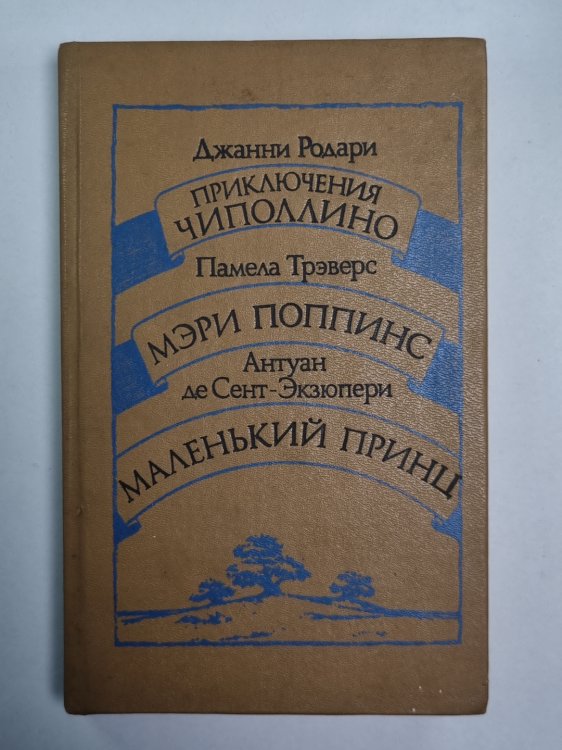 Джанни Родари
ПРИКЛЮЧЕНИЯ
ЧИПОЛЛИНО
Памела Трэверс
МЭРИ ПОППИНС
Антуан
де Сент-Экзюпери
МАЛЕНЬКИЙ ПРИНЦ